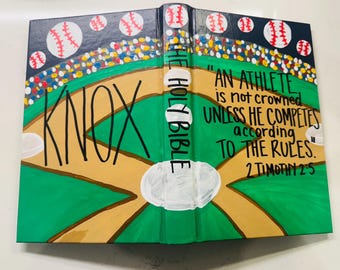 KNOX
THE HOLY BIBLE
"AN ATHLETE
is not crowned
UNLESS HE COMPETES
according
TO THE RULES.
2 TIMOTHY 2:5